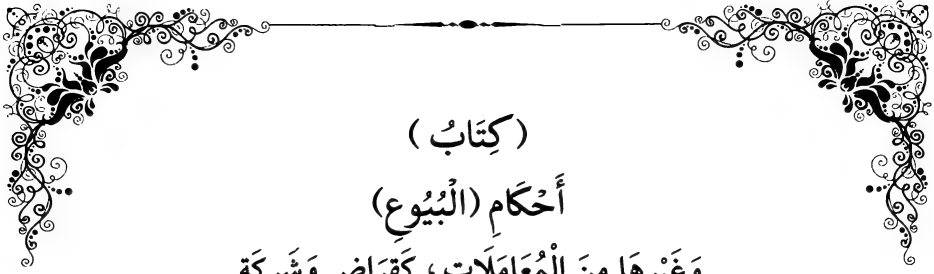 ( كِتَابُ )
أَحْكَامِ (الْبُيُوعِ)
وَغَيْرِهَا مِنَ الْمُعَامَلَاتِ ، كَقِرَاضٍ وَشَرِكَةٍ